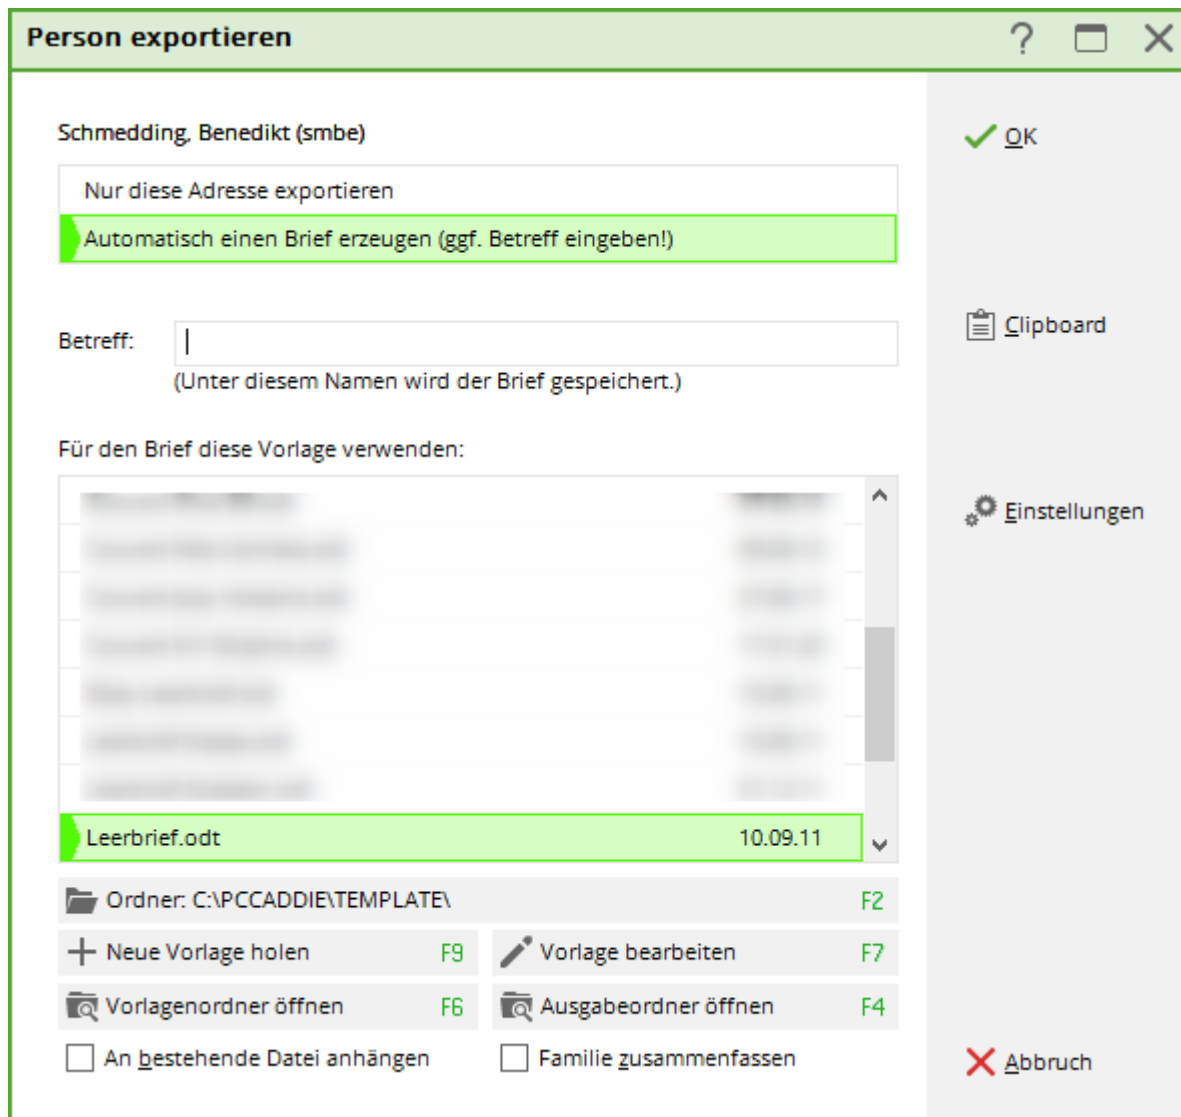 Person exportieren
Schmedding, Benedikt (smbe)
OK
Nur diese Adresse exportieren
Automatisch einen Brief erzeugen (ggf. Betreff eingeben!)
Clipboard
Betreff:
(Unter diesem Namen wird der Brief gespeichert.)
Für den Brief diese Vorlage verwenden:
Einstellungen
Leerbrief.odt 10.09.11
Ordner: C:\PCCADDIE\TEMPLATE\ F2
Neue Vorlage holen F9 Vorlage bearbeiten F7
Vorlagenordner öffnen F6 Ausgabeordner öffnen F4
An bestehende Datei anhängen Familie zusammenfassen
Abbruch